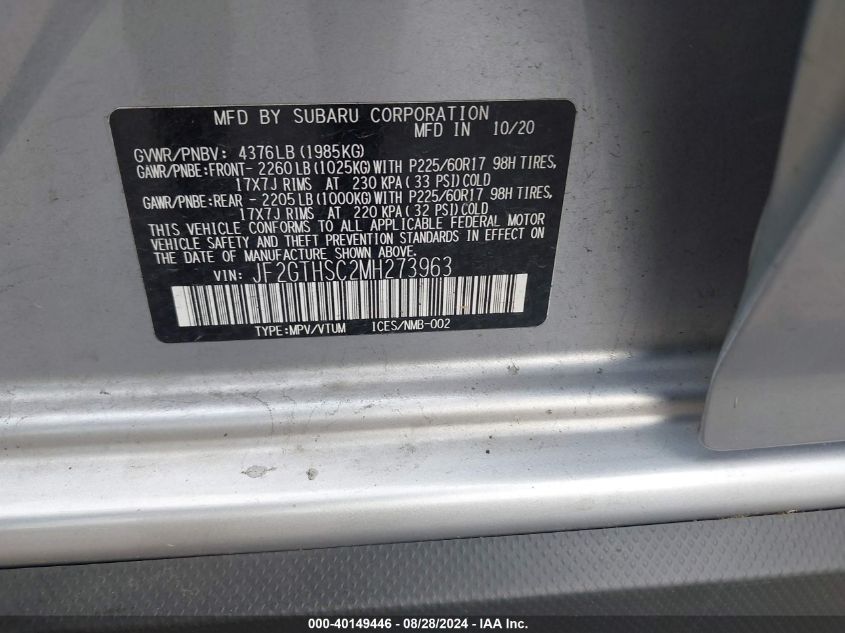 MFD BY SUBARU CORPORATION
MFD IN 10/20
GVWR/PNBV: 4376LB(1985KG)
GAWR/PNBE:FRONT- 2260LB(1025KG)WITH P225/60R17 98H TIRES,
17X7J RIMS AT 230 KPA(33 PSI)COLD
GAWR/PNBE:REAR - 2205LB(1000KG)WITH P225/60R17 98H TIRES,
17X7J RIMS AT 220 KPA(32 PSI)COLD
THIS VEHICLE CONFORMS TO ALL APPLICABLE FEDERAL MOTOR
VEHICLE SAFETY AND THEFT PREVENTION STANDARDS IN EFFECT ON
THE DATE OF MANUFACTURE SHOWN ABOVE.
VIN: JF2GTHSC2MH273963
TYPE:MPV/VTUM ICES/NMB-002
000-40149446 - 08/28/2024 - IAA Inc.